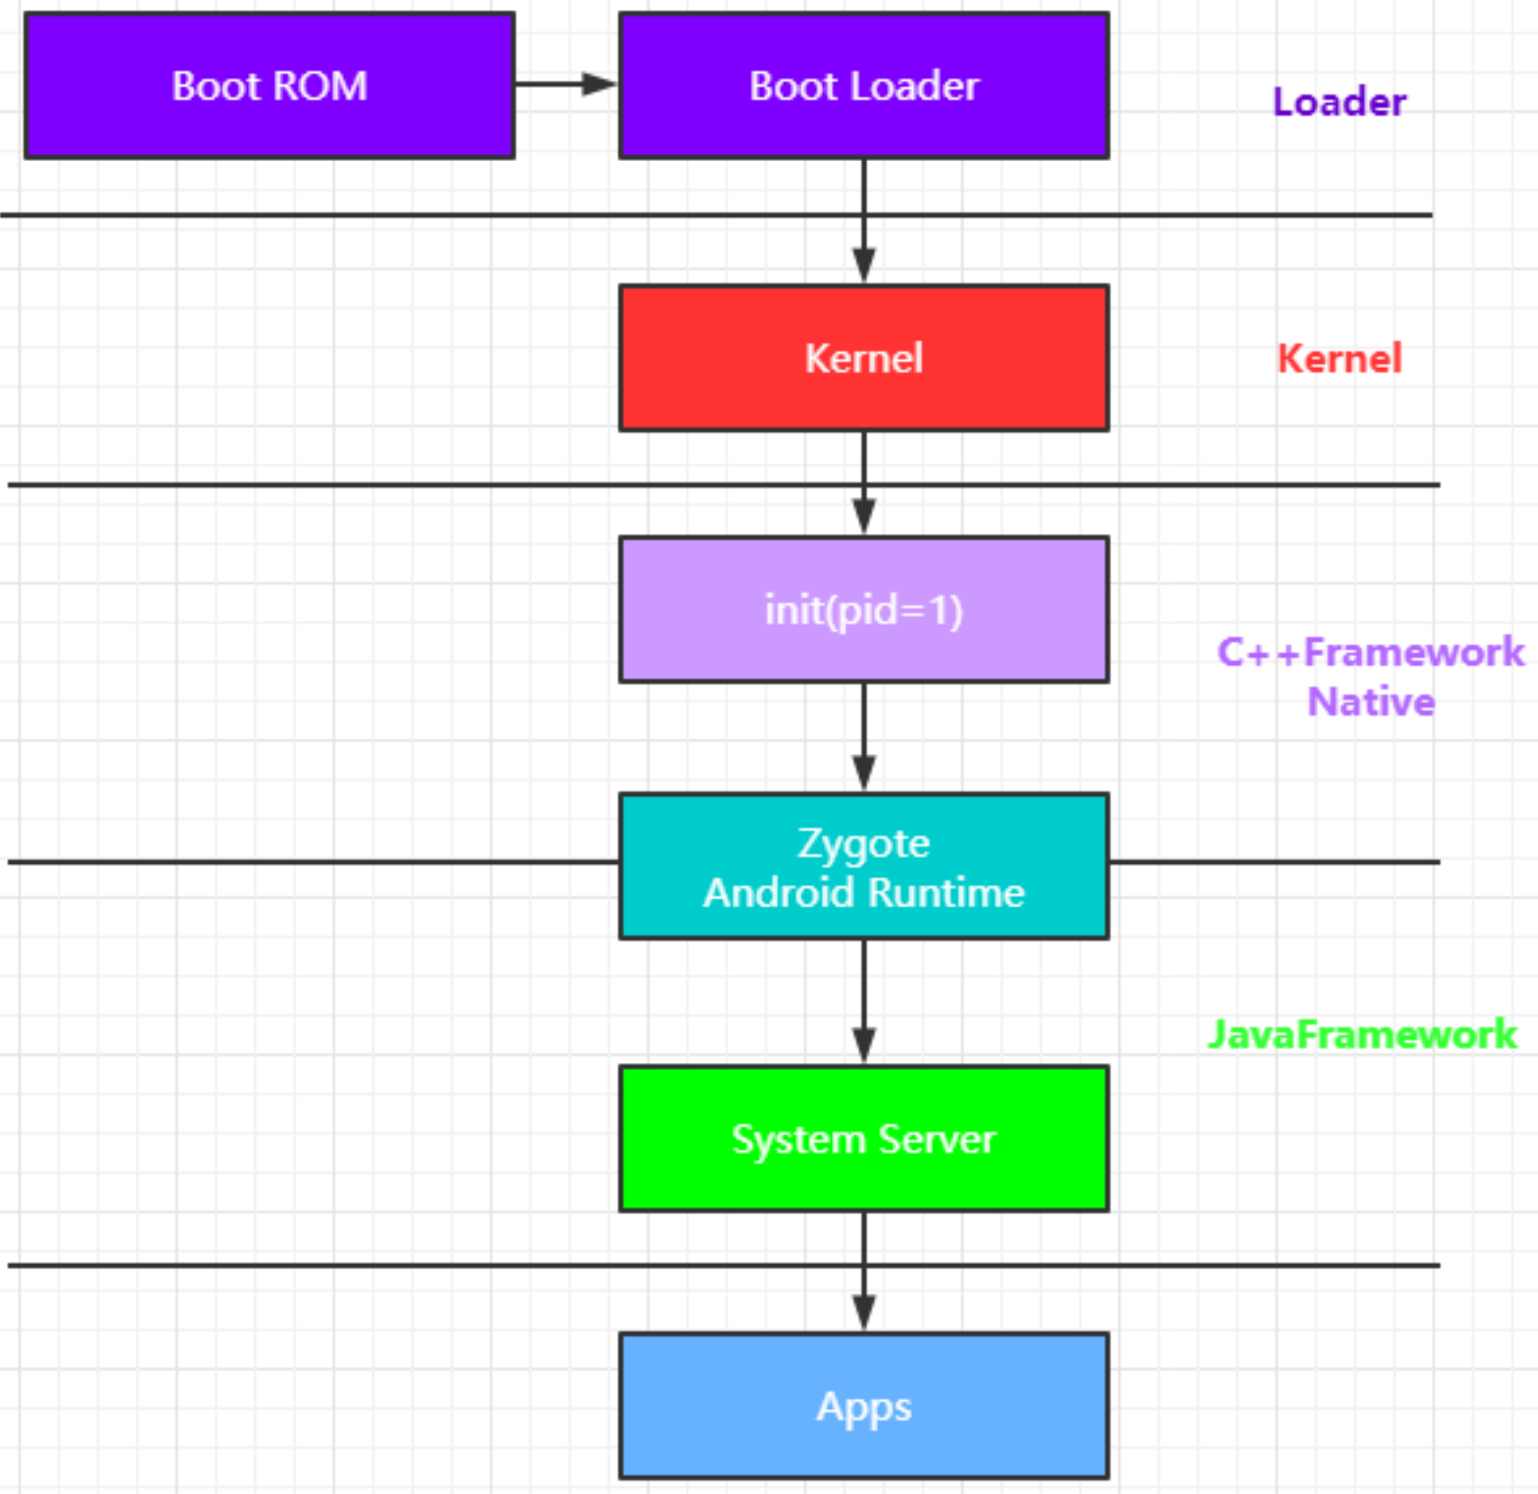 Boot ROM
Boot Loader
Loader
Kernel
Kernel
init(pid=1)
C++Framework
Native
Zygote
Android Runtime
JavaFramework
System Server
Apps